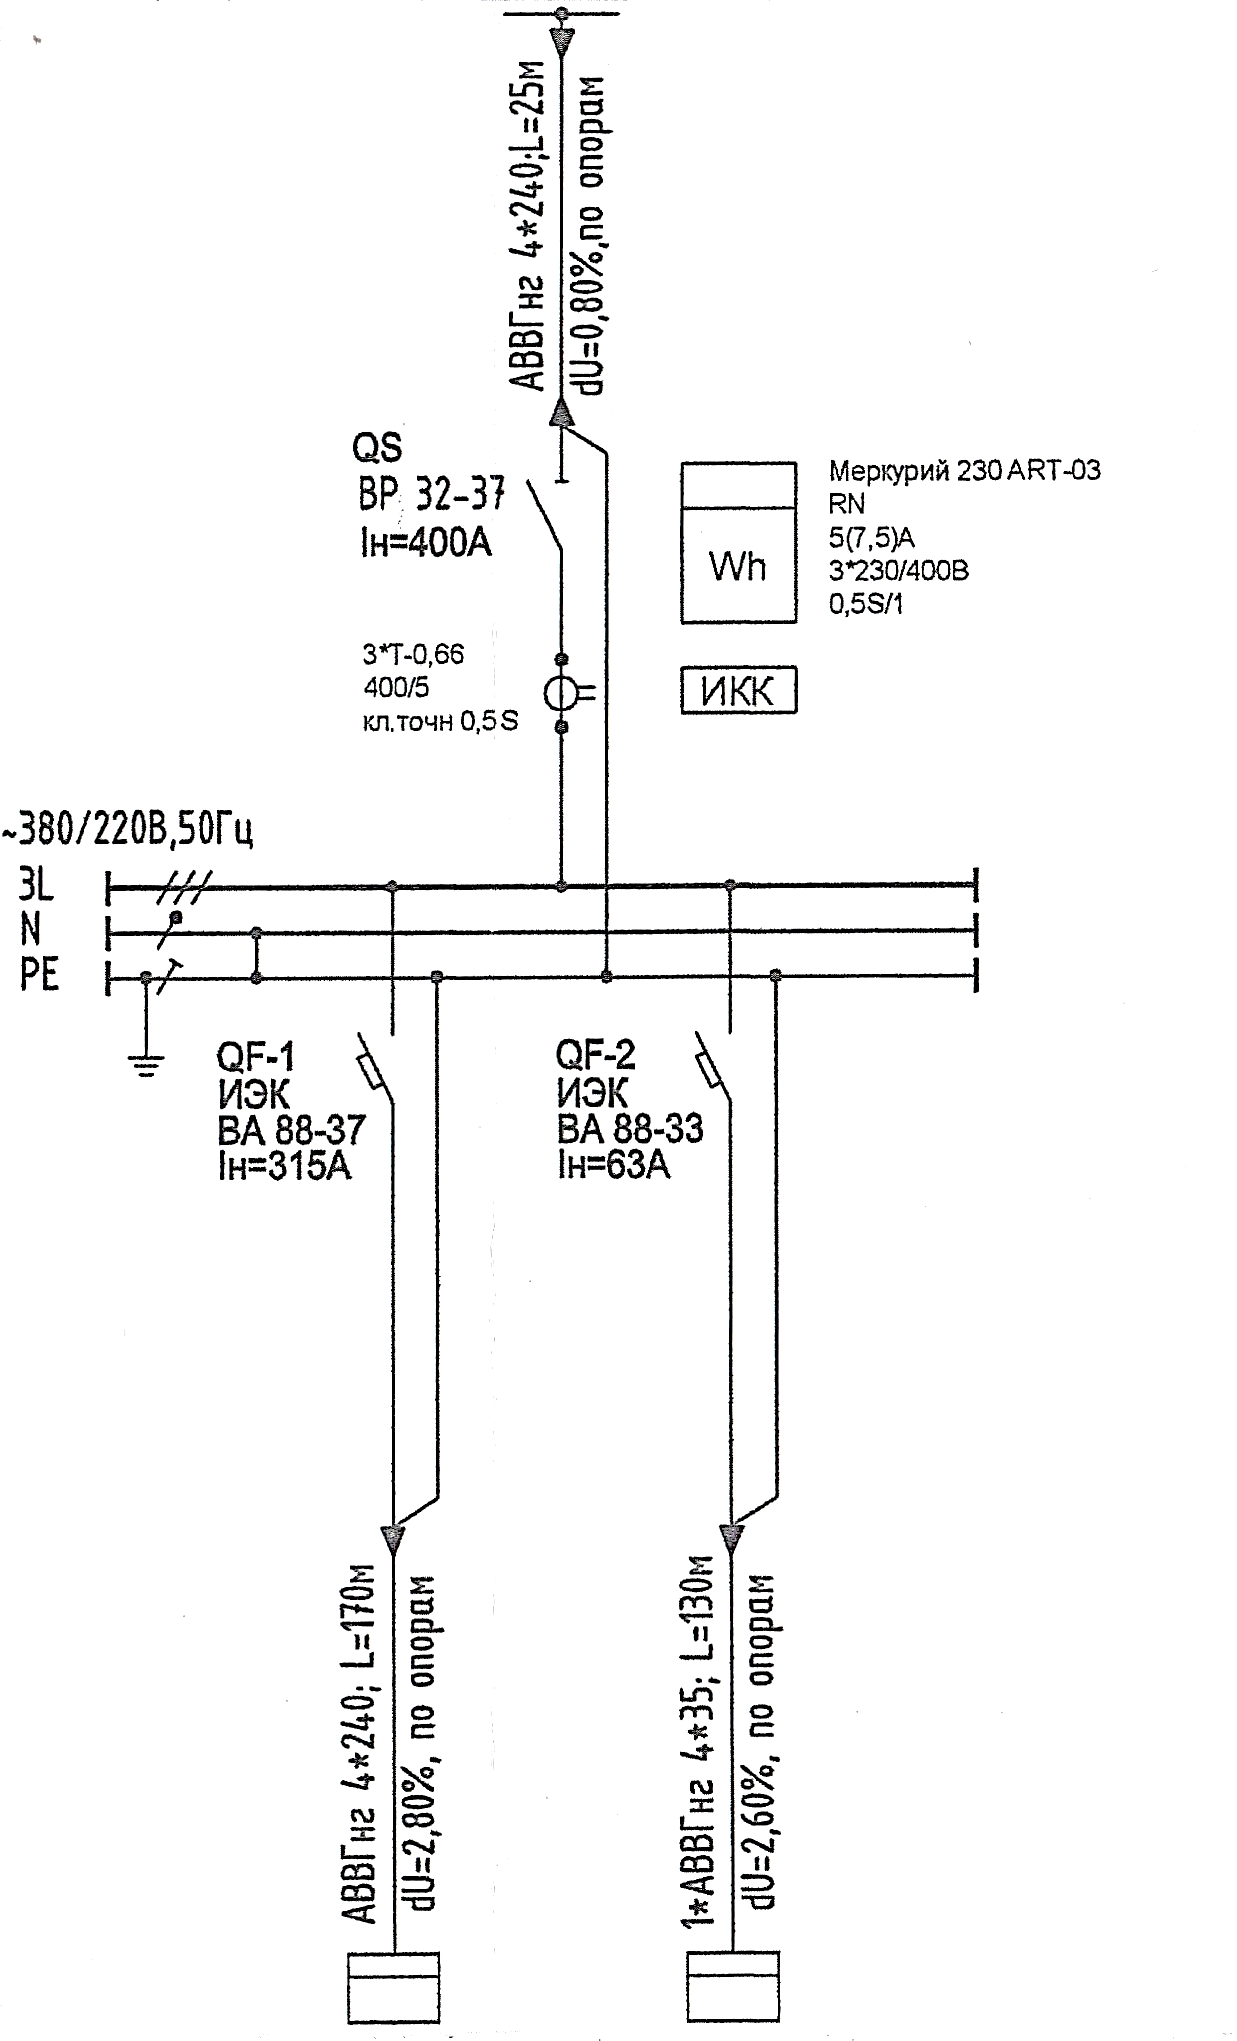 АВВГнг 4*240;L=25м
dU=0,80%,по опорам
QS
ВР 32-37
Iн=400А
Меркурий 230 ART-03
RN
5(7,5)А
3*230/400В
0,5S/1
Wh
3*Т-0,66
400/5
кл.точн 0,5S
ИКК
~380/220В,50Гц
3L
N
PE
QF-1
ИЭК
ВА 88-37
Iн=315А
QF-2
ИЭК
ВА 88-33
Iн=63А
АВВГнг 4*240; L=170м
dU=2,80%, по опорам
1*АВВГнг 4*35; L=130м
dU=2,60%, по опорам